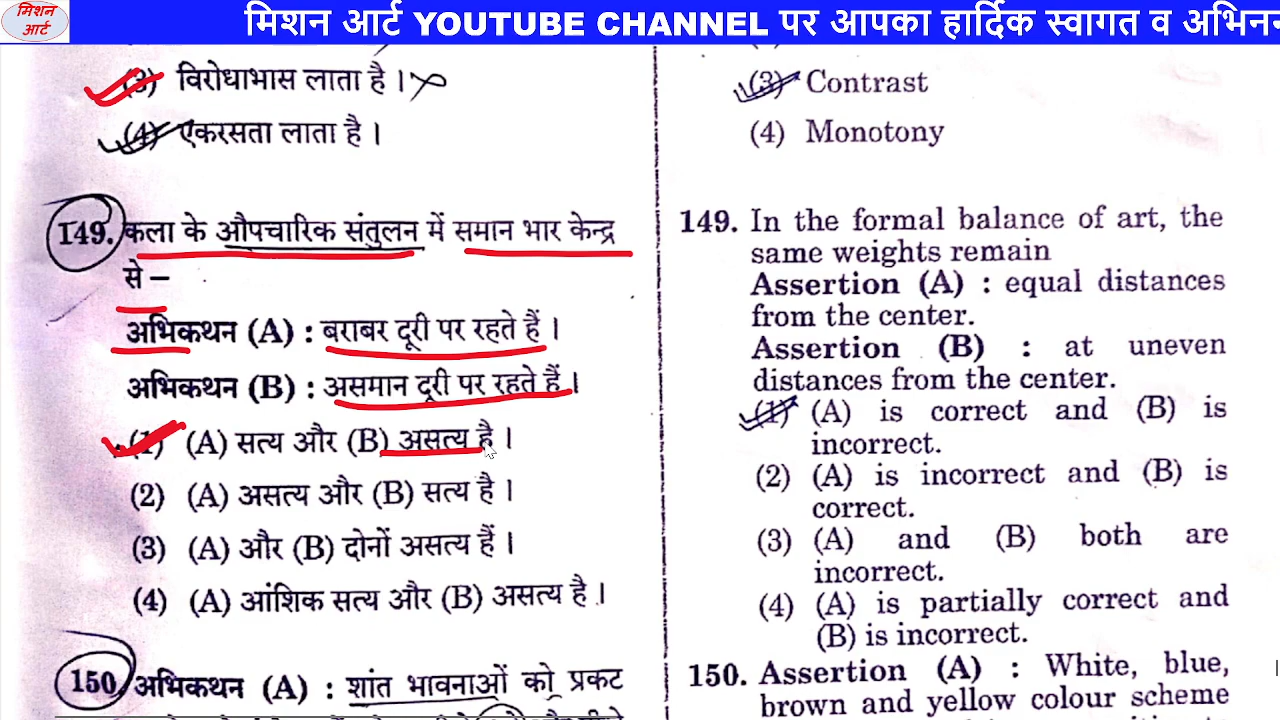 मिशन
आर्ट
मिशन आर्ट YOUTUBE CHANNEL पर आपका हार्दिक स्वागत व अभिनन
(3) विरोधाभास लाता है।
(4) एकरसता लाता है।
149. कला के औपचारिक संतुलन में समान भार केन्द्र
से –
अभिकथन (A) : बराबर दूरी पर रहते हैं।
अभिकथन (B) : असमान दूरी पर रहते हैं।
(1) (A) सत्य और (B) असत्य है।
(2) (A) असत्य और (B) सत्य है।
(3) (A) और (B) दोनों असत्य हैं।
(4) (A) आंशिक सत्य और (B) असत्य है।
150. अभिकथन (A) : शांत भावनाओं को प्रकट
(3) Contrast
(4) Monotony
149. In the formal balance of art, the
same weights remain
Assertion (A) : equal distances
from the center.
Assertion (B) : at uneven
distances from the center.
(1) (A) is correct and (B) is
incorrect.
(2) (A) is incorrect and (B) is
correct.
(3) (A) and (B) both are
incorrect.
(4) (A) is partially correct and
(B) is incorrect.
150. Assertion (A) : White, blue,
brown and yellow colour scheme